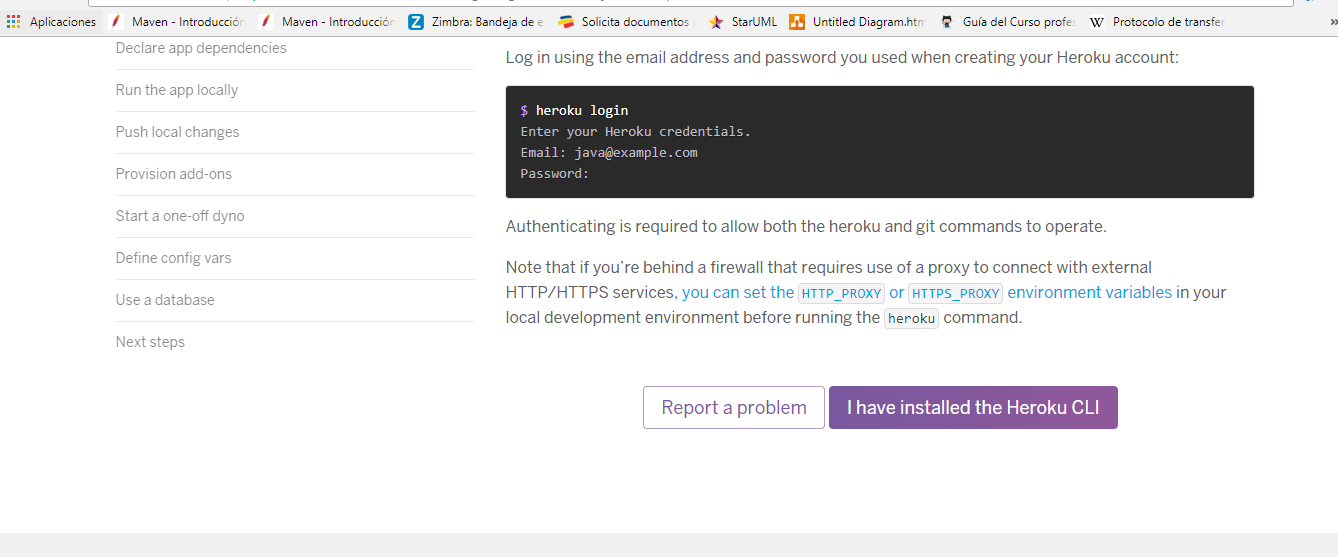 Aplicaciones Maven - Introducción Maven - Introducción Zimbra: Bandeja de e Solicita documentos StarUML Untitled Diagram.htm Guía del Curso profes Protocolo de transfer »
Declare app dependencies
Run the app locally
Push local changes
Provision add-ons
Start a one-off dyno
Define config vars
Use a database
Next steps
Log in using the email address and password you used when creating your Heroku account:
$ heroku login
Enter your Heroku credentials.
Email: java@example.com
Password:
Authenticating is required to allow both the heroku and git commands to operate.
Note that if you’re behind a firewall that requires use of a proxy to connect with external
HTTP/HTTPS services, you can set the HTTP_PROXY or HTTPS_PROXY environment variables in your
local development environment before running the heroku command.
Report a problem
I have installed the Heroku CLI